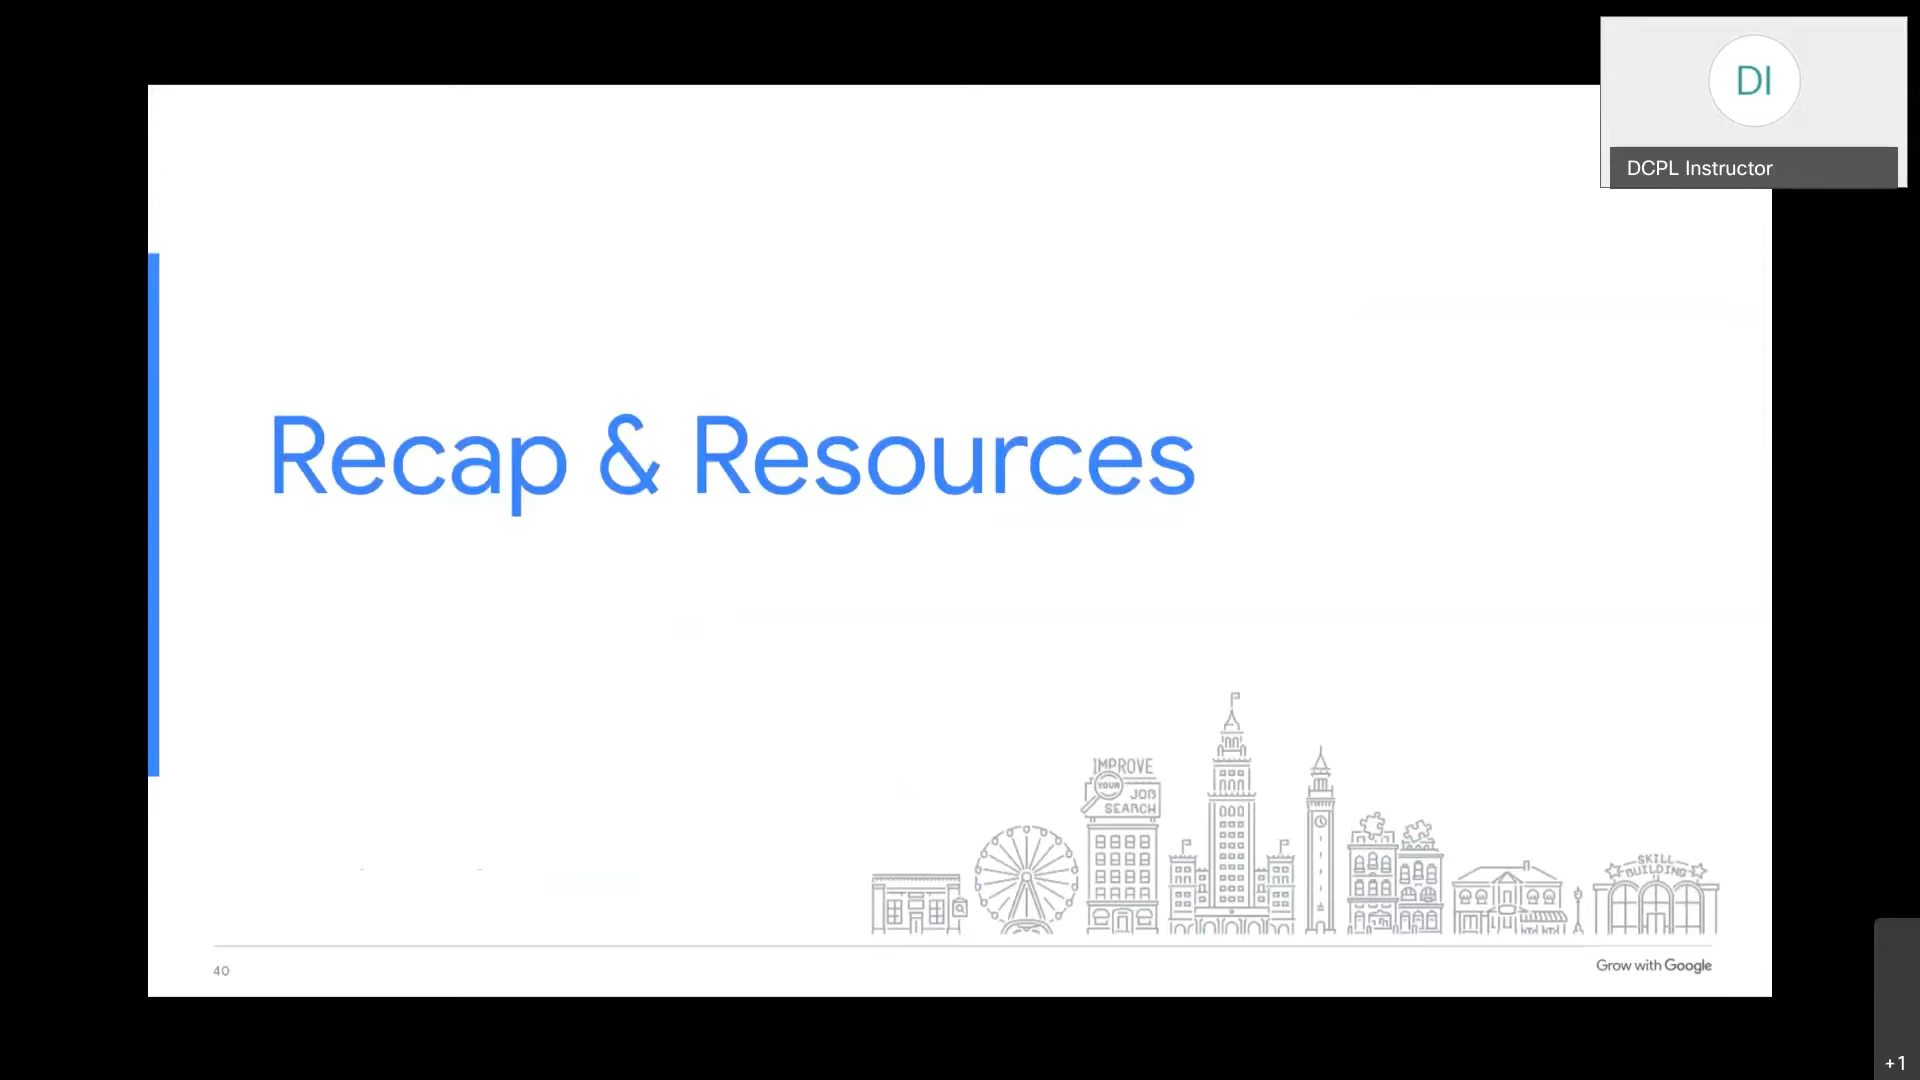 DI
DCPL Instructor
Recap & Resources
IMPROVE
YOUR
JOB
SEARCH
SKILL
BUILDING
40
Grow with Google
+1